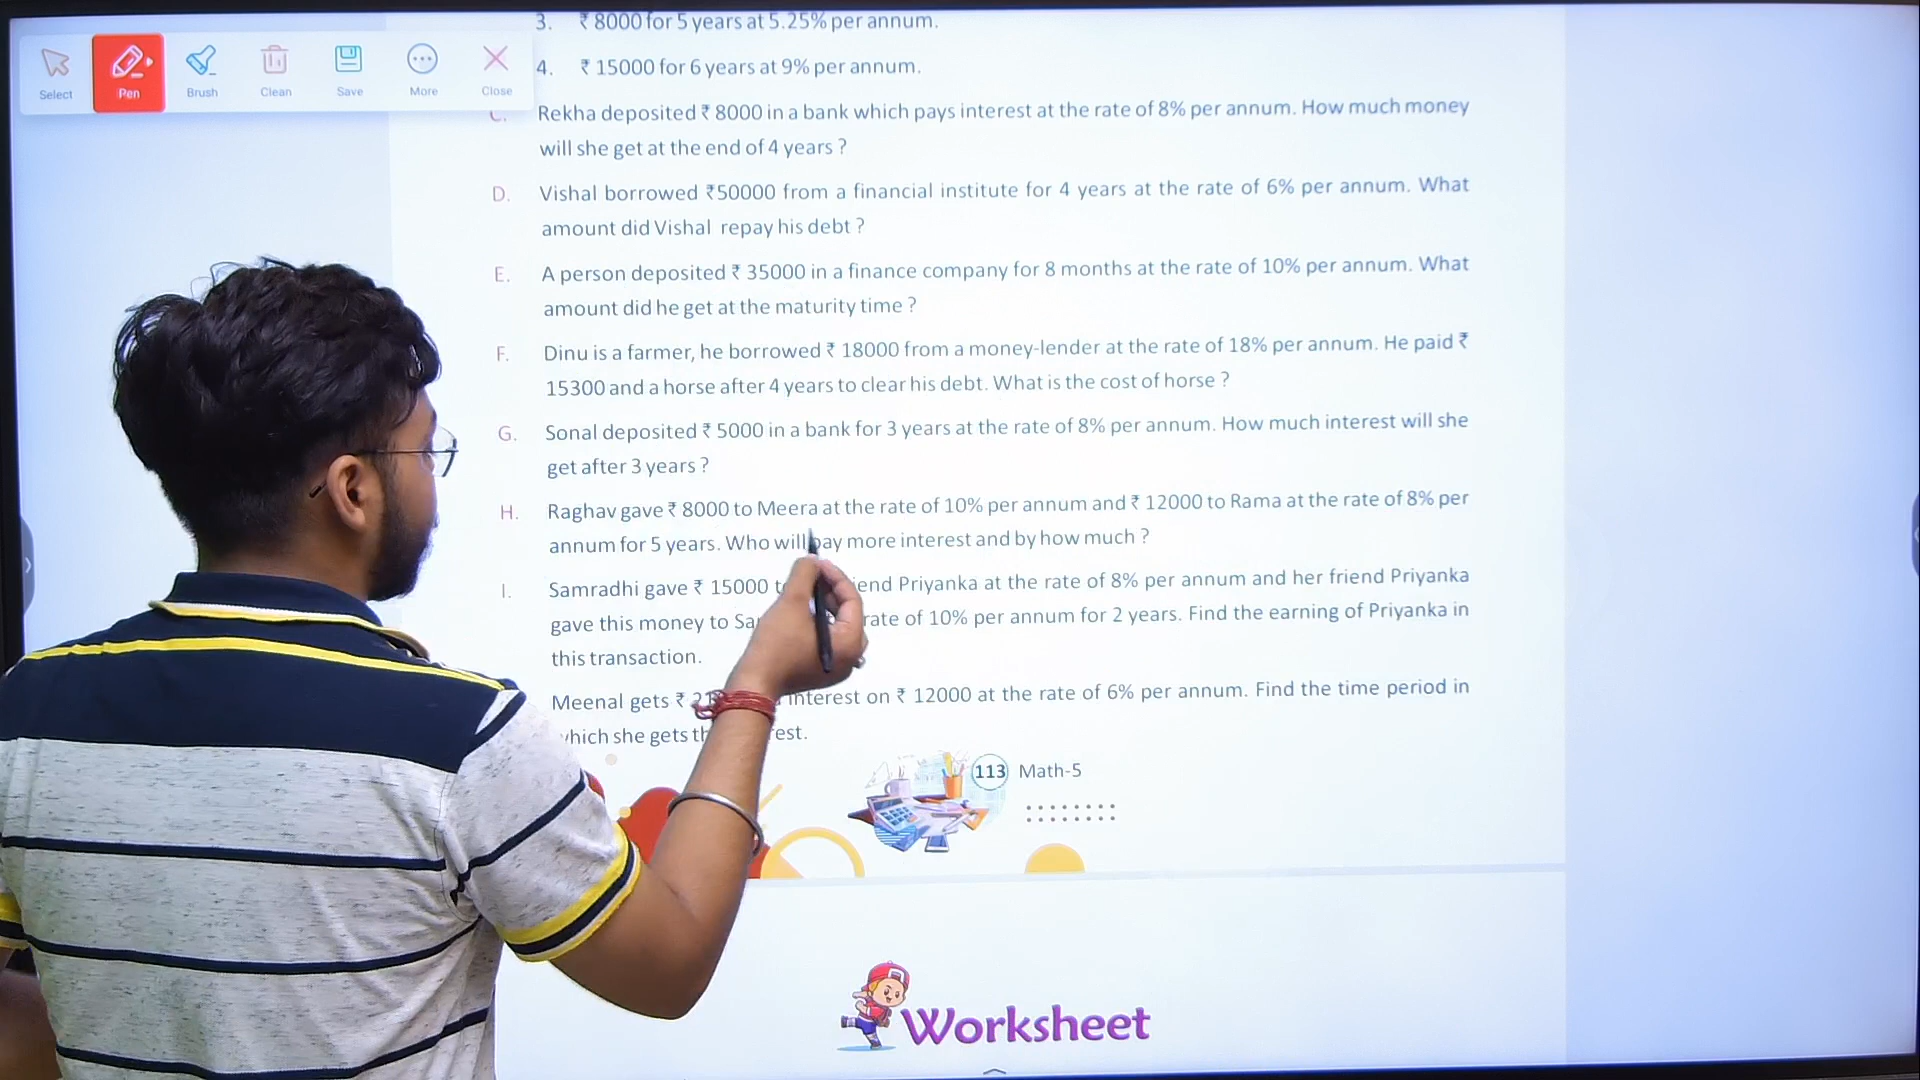 3. ₹ 8000 for 5 years at 5.25% per annum.
Select Pen Brush Clean Save More Close
4. ₹ 15000 for 6 years at 9% per annum.
C. Rekha deposited ₹ 8000 in a bank which pays interest at the rate of 8% per annum. How much money
will she get at the end of 4 years ?
D. Vishal borrowed ₹50000 from a financial institute for 4 years at the rate of 6% per annum. What
amount did Vishal repay his debt ?
E. A person deposited ₹ 35000 in a finance company for 8 months at the rate of 10% per annum. What
amount did he get at the maturity time ?
F. Dinu is a farmer, he borrowed ₹ 18000 from a money-lender at the rate of 18% per annum. He paid ₹
15300 and a horse after 4 years to clear his debt. What is the cost of horse ?
G. Sonal deposited ₹ 5000 in a bank for 3 years at the rate of 8% per annum. How much interest will she
get after 3 years ?
H. Raghav gave ₹ 8000 to Meera at the rate of 10% per annum and ₹ 12000 to Rama at the rate of 8% per
annum for 5 years. Who will pay more interest and by how much ?
I. Samradhi gave ₹ 15000 Priyanka at the rate of 8% per annum and her friend Priyanka
gave this money to rate of 10% per annum for 2 years. Find the earning of Priyanka in
this transaction.
Meenal gets ₹ interest on ₹ 12000 at the rate of 6% per annum. Find the time period in
which she gets
113 Math-5
Worksheet